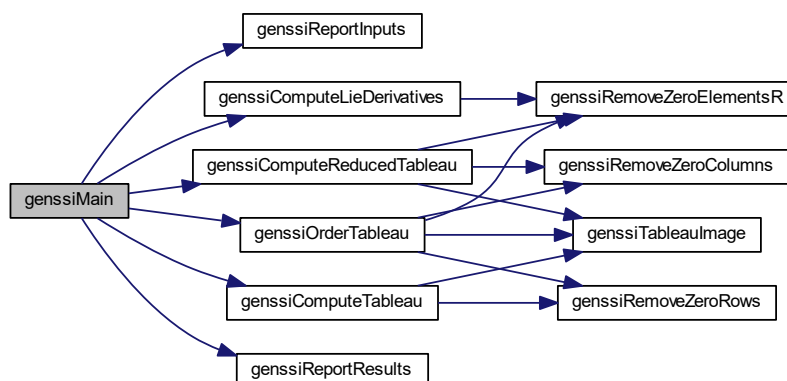 genssiMain
genssiReportInputs
genssiComputeLieDerivatives
genssiComputeReducedTableau
genssiOrderTableau
genssiComputeTableau
genssiReportResults
genssiRemoveZeroElementsR
genssiRemoveZeroColumns
genssiTableauImage
genssiRemoveZeroRows